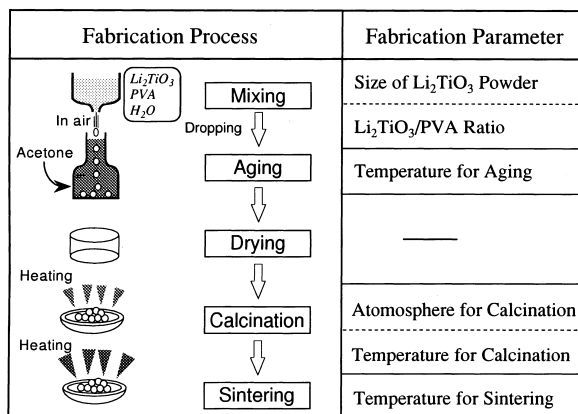 Fabrication Process
Fabrication Parameter
Li₂TiO₃
PVA
H₂O
In air
Acetone
Mixing
Dropping
Aging
Drying
Heating
Calcination
Heating
Sintering
Size of Li₂TiO₃ Powder
Li₂TiO₃/PVA Ratio
Temperature for Aging
Atomosphere for Calcination
Temperature for Calcination
Temperature for Sintering